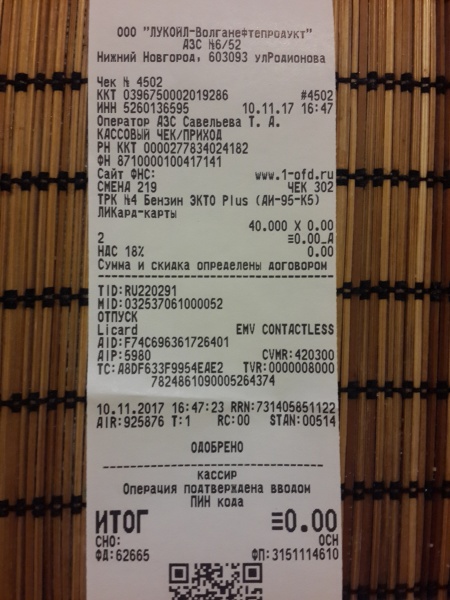 ООО "ЛУКОЙЛ-Волганефтепродукт"
АЗС №6/52
Нижний Новгород, 603093 улРодионова
Чек № 4502
ККТ 0396750002019286 #4502
ИНН 5260136595 10.11.17 16:47
Оператор АЗС Савельева Т. А.
КАССОВЫЙ ЧЕК/ПРИХОД
РН ККТ 0000277834024182
ФН 8710000100417141
Сайт ФНС: www.1-ofd.ru
СМЕНА 219 ЧЕК 302
ТРК №4 Бензин ЭКТО Plus (АИ-95-К5)
ЛИКард-карты
40.000 X 0.00
2 ≡0.00_А
НДС 18% 0.00
Сумма и скидка определены договором
TID:RU220291
MID:032537061000052
ОТПУСК
Licard EMV CONTACTLESS
AID:F74C696361726401
AIP:5980 CVMR:420300
TC:A8DF633F9954EAE2 TVR:0000008000
7824861090005264374
10.11.2017 16:47:23 RRN:731405851122
AIR:925876 T:1 RC:00 STAN:00514
ОДОБРЕНО
кассир
Операция подтверждена вводом
ПИН кода
ИТОГ ≡0.00
СНО: ОСН
ФД:62665 ФП:3151114610